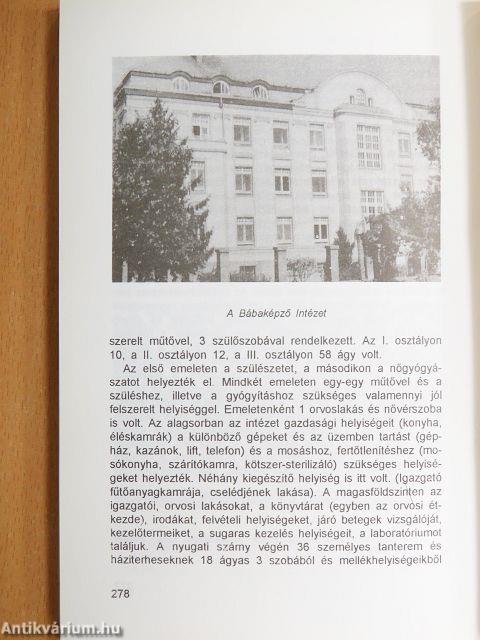 A Bábaképző Intézet
szerelt műtővel, 3 szülőszobával rendelkezett. Az I. osztályon
10, a II. osztályon 12, a III. osztályon 58 ágy volt.
Az első emeleten a szülészetet, a másodikon a nőgyógyá-
szatot helyezték el. Mindkét emeleten egy-egy műtővel és a
szüléshez, illetve a gyógyításhoz szükséges valamennyi jól
felszerelt helyiséggel. Emeletenként 1 orvoslakás és nővérszoba
is volt. Az alagsorban az intézet gazdasági helyiségeit (konyha,
éléskamrák) a különböző gépeket és az üzemben tartást (gép-
ház, kazánok, lift, telefon) és a mosáshoz, fertőtlenítéshez (mo-
sókonyha, szárítókamra, kötszer-sterilizáló) szükséges helyisé-
geket helyezték. Néhány kiegészítő helyiség is itt volt. (Igazgató
fűtőanyagkamrája, cselédjének lakása). A magasföldszinten az
igazgatói, orvosi lakásokat, a könyvtárat (egyben az orvosi ét-
kezde), irodákat, felvételi helyiségeket, járó betegek vizsgálóját,
kezelőtermeiket, a sugaras kezelés helyiségeit, a laboratóriumot
találjuk. A nyugati szárny végén 36 személyes tanterem és
háziterheseknek 18 ágyas 3 szobából és mellékhelyiségeikből
278
Antikvárium.hu